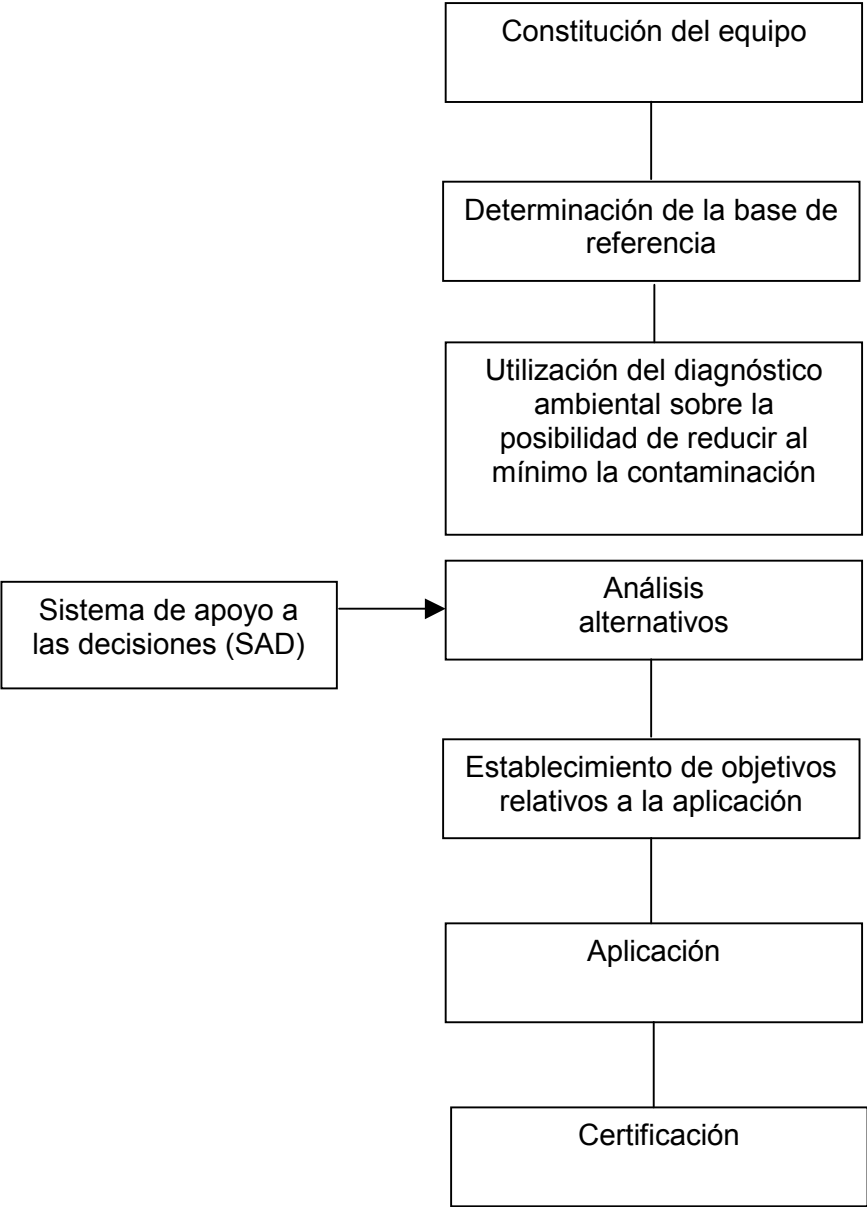 Constitución del equipo
Determinación de la base de
referencia
Utilización del diagnóstico
ambiental sobre la
posibilidad de reducir al
mínimo la contaminación
Sistema de apoyo a
las decisiones (SAD)
Análisis
alternativos
Establecimiento de objetivos
relativos a la aplicación
Aplicación
Certificación